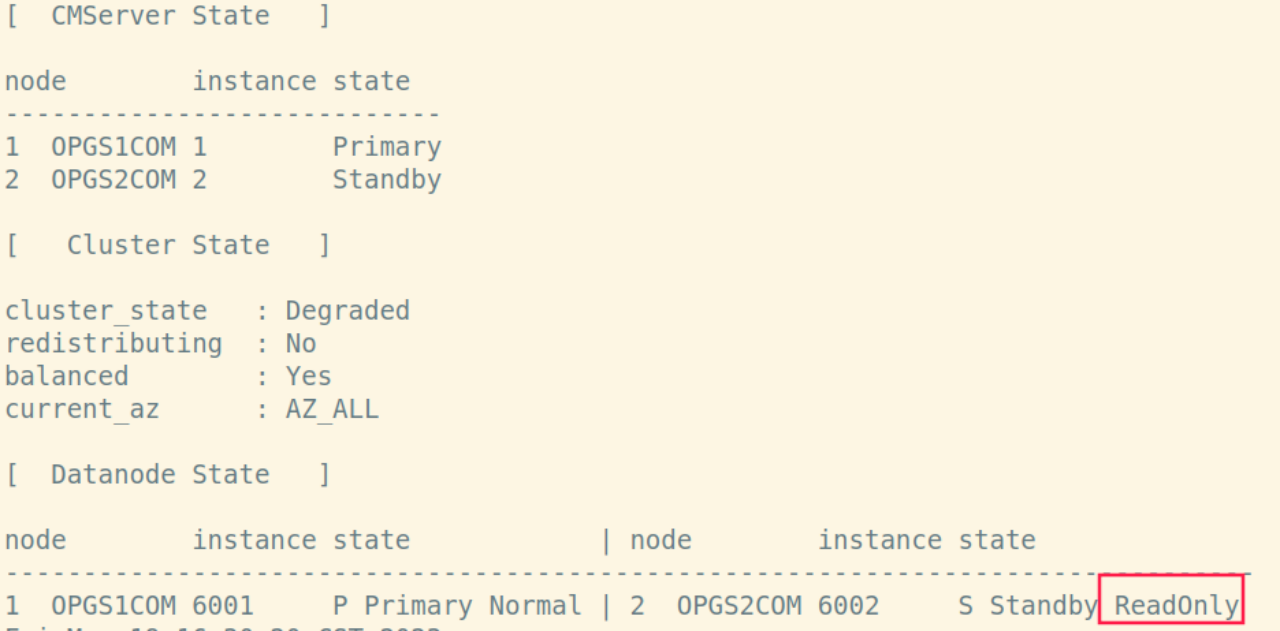 [  CMServer State   ]
node        instance state
----------------------------
1  OPGS1COM 1        Primary
2  OPGS2COM 2        Standby
[   Cluster State   ]
cluster_state   : Degraded
redistributing  : No
balanced        : Yes
current_az      : AZ_ALL
[  Datanode State   ]
node        instance state            | node        instance state
--------------------------------------------------------------------------------
1  OPGS1COM 6001     P Primary Normal | 2  OPGS2COM 6002     S Standby ReadOnly